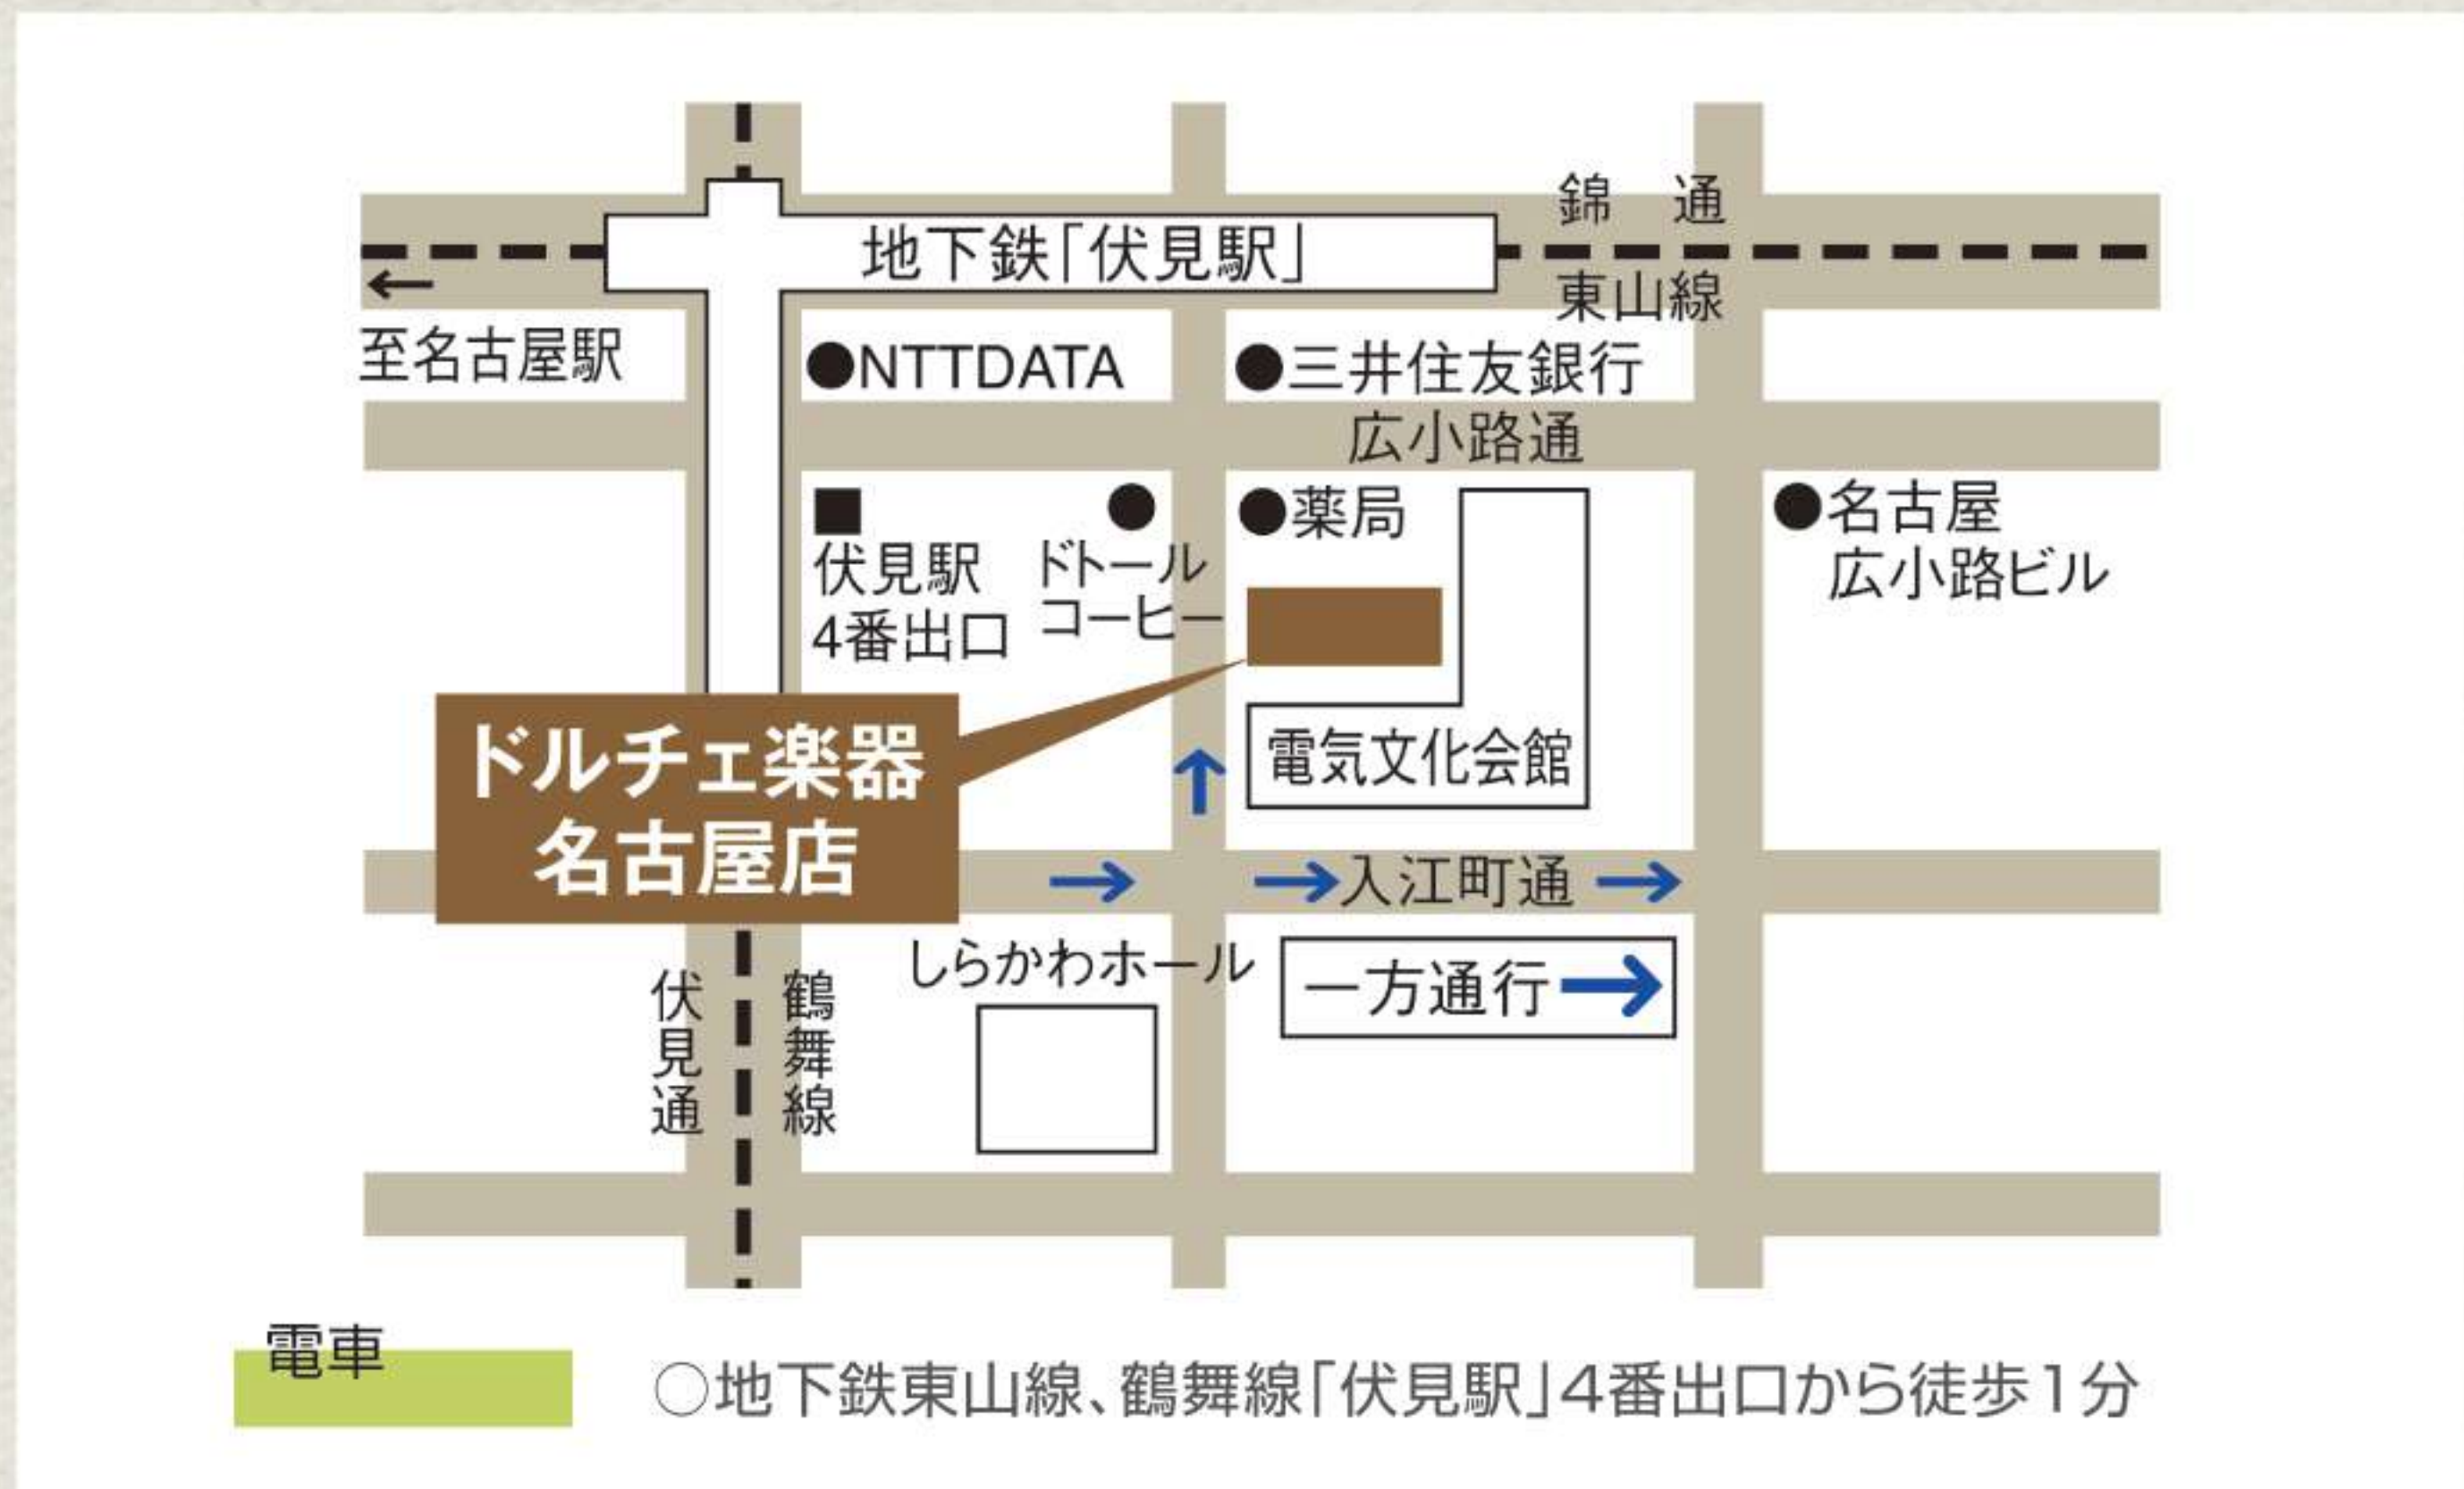 錦 通
地下鉄「伏見駅」
東山線
至名古屋駅
NTTDATA
三井住友銀行
広小路通
伏見駅
4番出口
ドトール
コーヒー
薬局
名古屋
広小路ビル
ドルチェ楽器
名古屋店
電気文化会館
入江町通
しらかわホール
一方通行
伏見通
鶴舞線
電車
○地下鉄東山線、鶴舞線「伏見駅」4番出口から徒歩1分